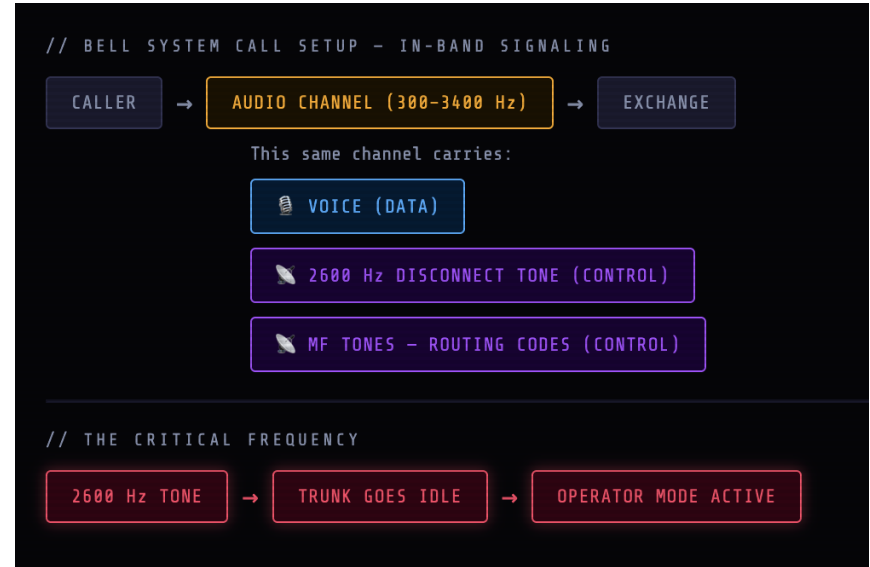 // BELL SYSTEM CALL SETUP — IN-BAND SIGNALING
CALLER → AUDIO CHANNEL (300–3400 Hz) → EXCHANGE
This same channel carries:
VOICE (DATA)
2600 Hz DISCONNECT TONE (CONTROL)
MF TONES — ROUTING CODES (CONTROL)
// THE CRITICAL FREQUENCY
2600 Hz TONE → TRUNK GOES IDLE → OPERATOR MODE ACTIVE